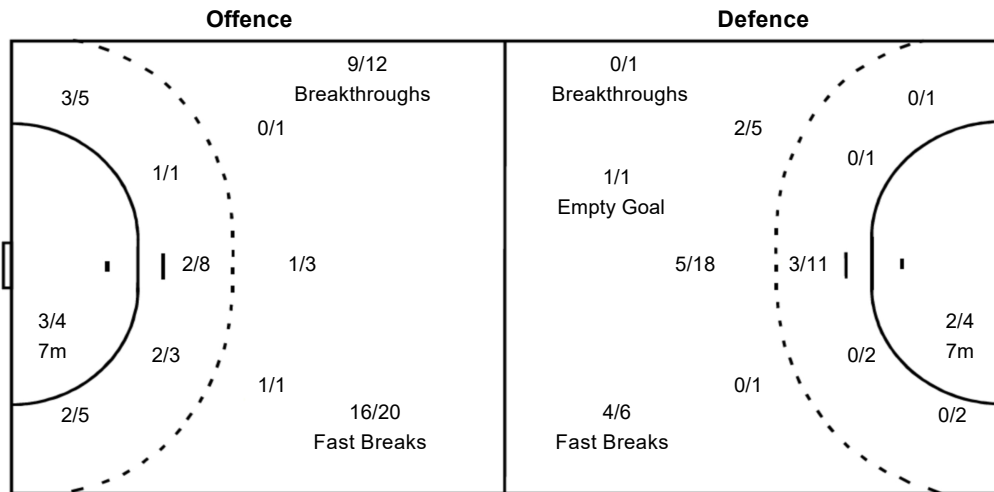 Offence
Defence
9/12
Breakthroughs
3/5
0/1
1/1
2/8
1/3
3/4
7m
2/3
1/1
2/5
16/20
Fast Breaks
0/1
Breakthroughs
0/1
2/5
0/1
1/1
Empty Goal
5/18
3/11
2/4
7m
0/2
0/1
4/6
Fast Breaks
0/2